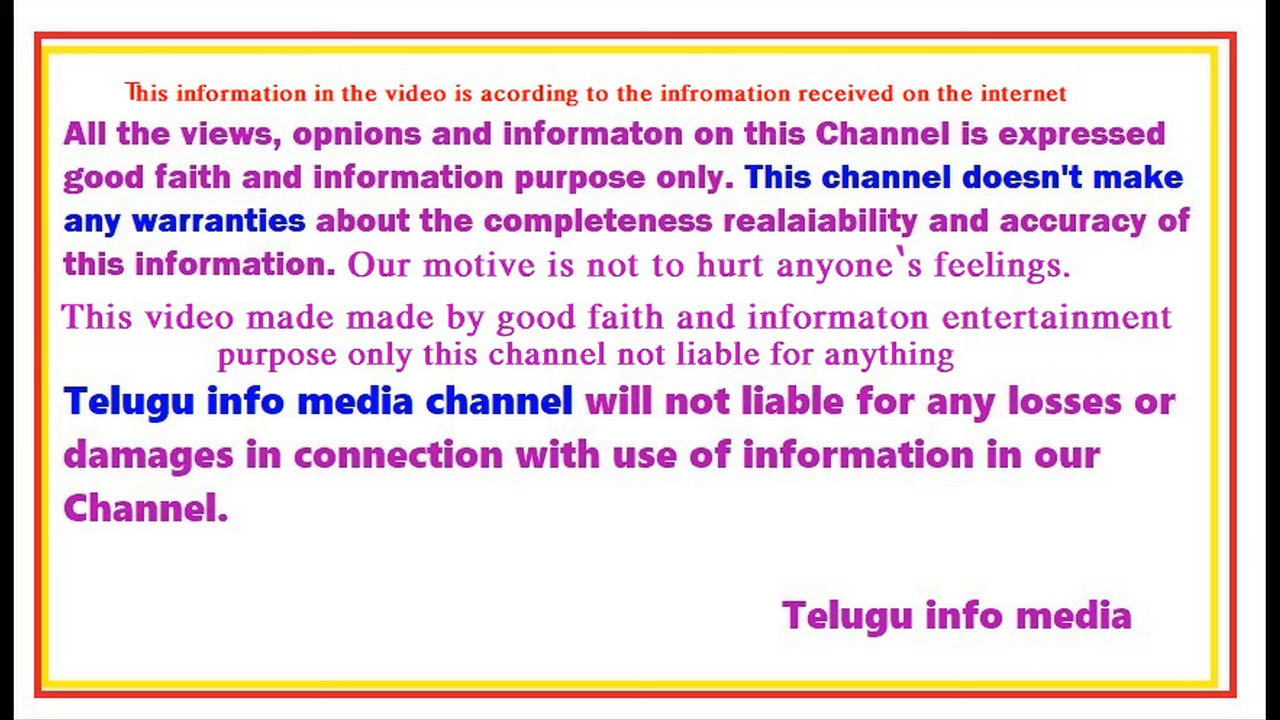 This information in the video is acording to the infromation received on the internet
All the views, opnions and informaton on this Channel is expressed
good faith and information purpose only. This channel doesn't make
any warranties about the completeness realaiability and accuracy of
this information. Our motive is not to hurt anyone`s feelings.
This video made made by good faith and informaton entertainment
purpose only this channel not liable for anything
Telugu info media channel will not liable for any losses or
damages in connection with use of information in our
Channel.
Telugu info media